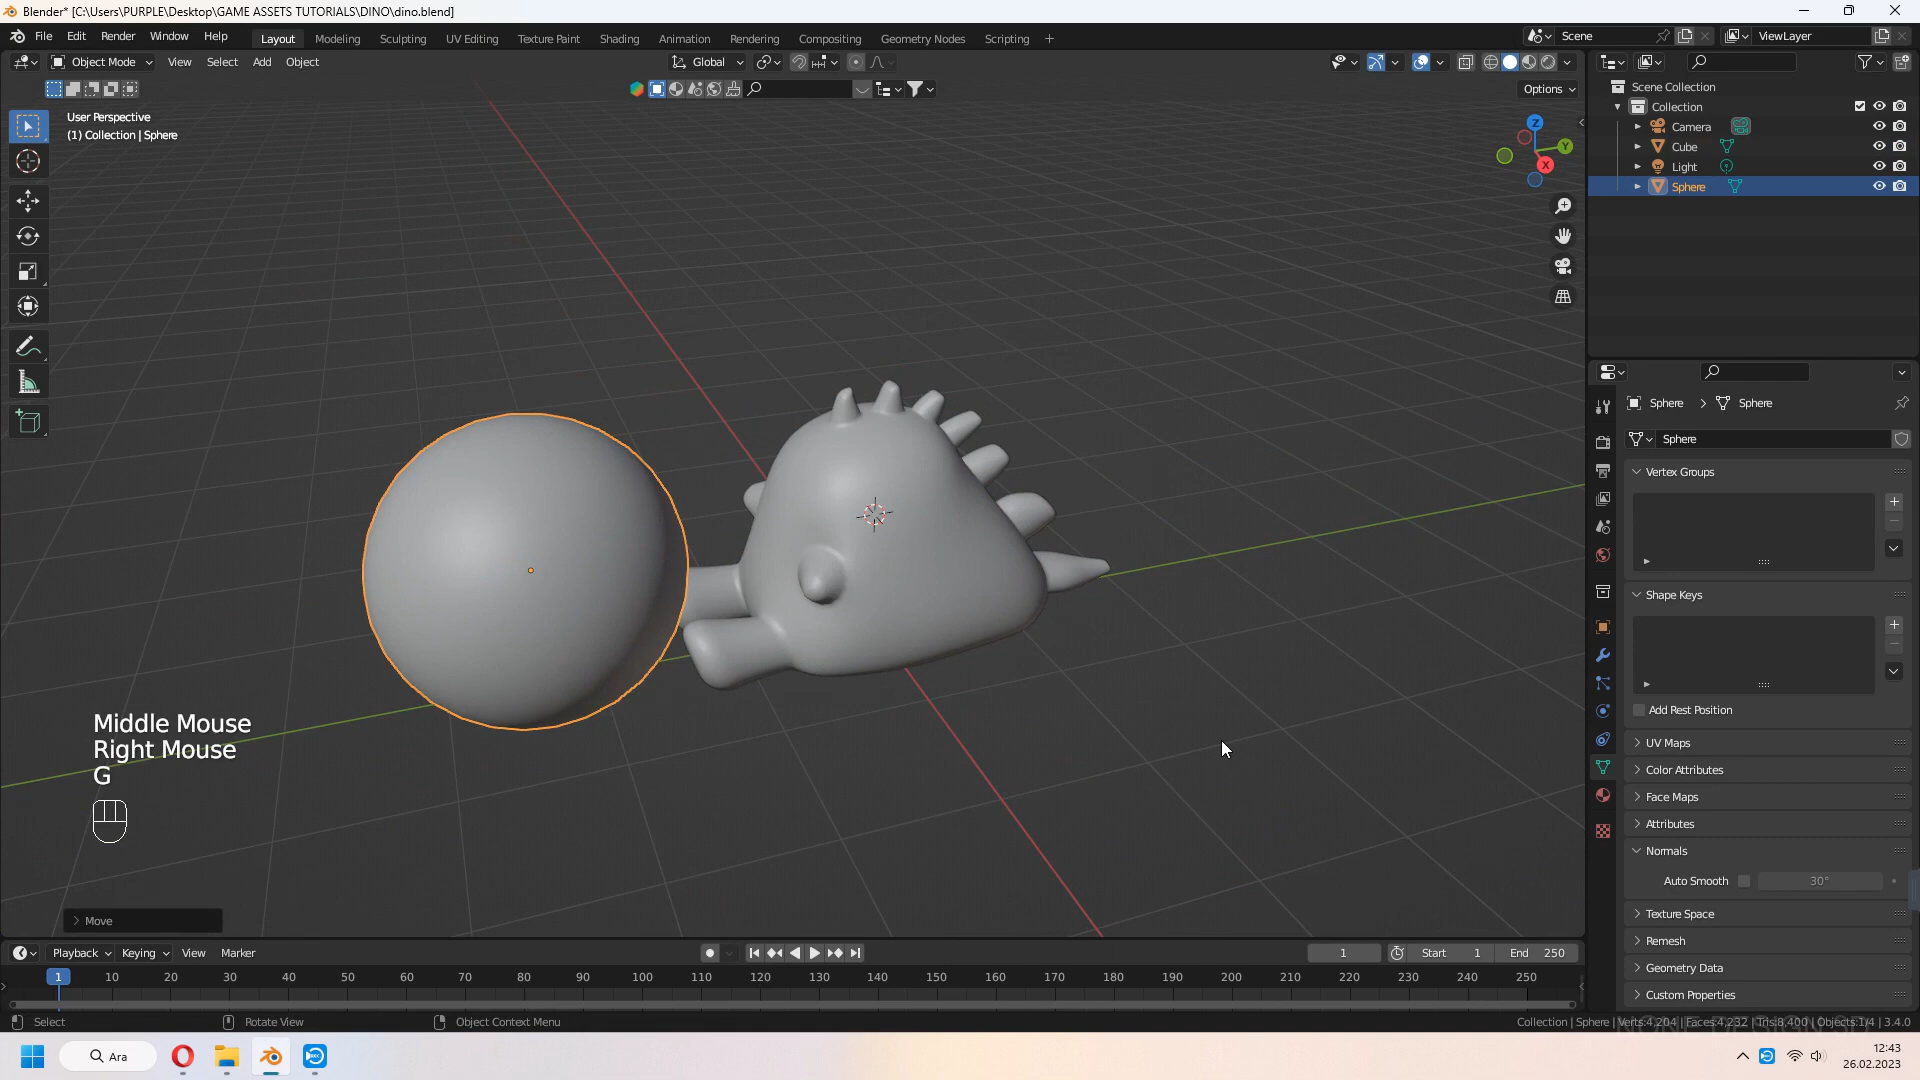 Blender* [C:\Users\PURPLE\Desktop\GAME ASSETS TUTORIALS\DINO\dino.blend]
File Edit Render Window Help Layout Modeling Sculpting UV Editing Texture Paint Shading Animation Rendering Compositing Geometry Nodes Scripting + Scene ViewLayer
Object Mode View Select Add Object Global
Options
User Perspective
(1) Collection | Sphere
Z
Y
X
Scene Collection
Collection
Camera
Cube
Light
Sphere
Sphere > Sphere
Sphere
Vertex Groups
Shape Keys
Add Rest Position
UV Maps
Color Attributes
Face Maps
Attributes
Normals
Auto Smooth 30°
Texture Space
Remesh
Geometry Data
Custom Properties
Middle Mouse
Right Mouse
G
> Move
Playback Keying View Marker 1 Start 1 End 250
1 10 20 30 40 50 60 70 80 90 100 110 120 130 140 150 160 170 180 190 200 210 220 230 240 250
Select Rotate View Object Context Menu Collection | Sphere | Verts:4,204 | Faces:4,232 | Tris:8,400 | Objects:1/4 | 3.4.0
Ara
REC
12:43
26.02.2023